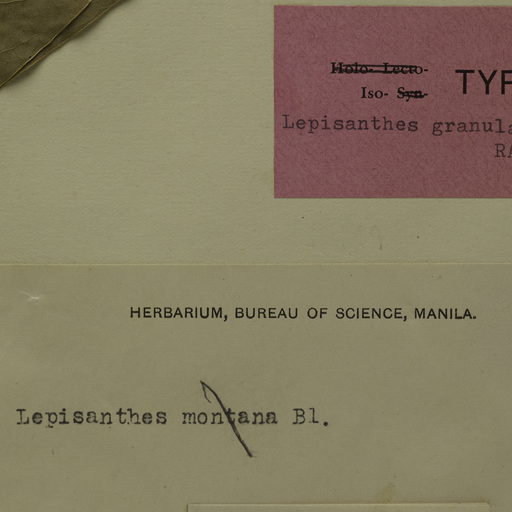 Holo- Lecto-
Iso- Syn-
TYP
Lepisanthes granula
RA
HERBARIUM, BUREAU OF SCIENCE, MANILA.
Lepisanthes montana Bl.